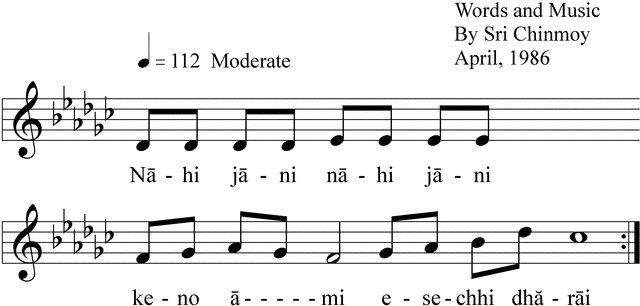 Words and Music
By Sri Chinmoy
April, 1986
= 112 Moderate
Nā - hi jā - ni nā - hi jā - ni
ke - no ā - - - - - mi e - se - chhi dhă - rāi